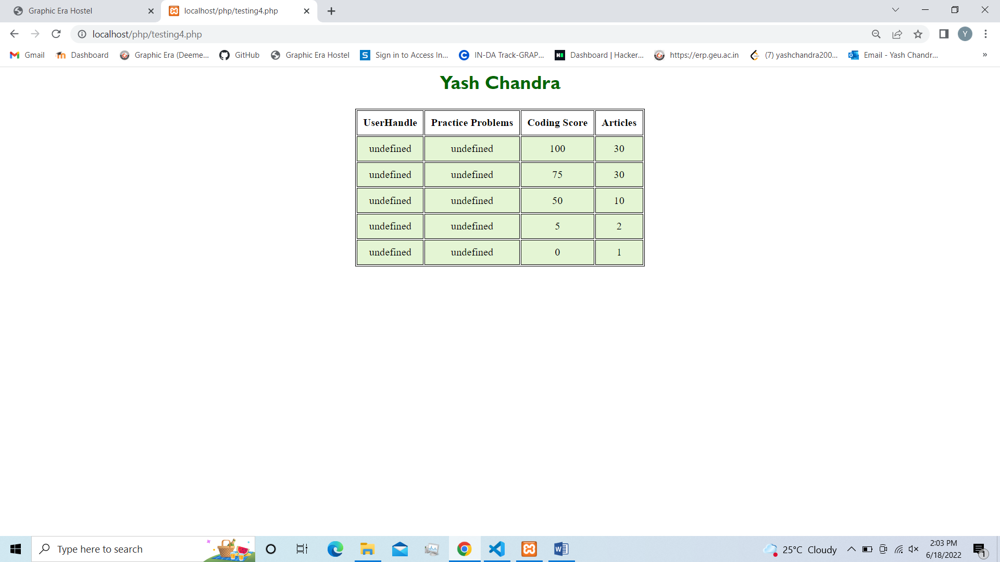 Graphic Era Hostel
localhost/php/testing4.php
localhost/php/testing4.php
Y
Gmail
Dashboard
Graphic Era (Deeme...
GitHub
Graphic Era Hostel
Sign in to Access In...
IN-DA Track-GRAP...
Dashboard | Hacker...
https://erp.geu.ac.in
(7) yashchandra200...
Email - Yash Chandr...
»
Yash Chandra
UserHandle Practice Problems Coding Score Articles
undefined undefined 100 30
undefined undefined 75 30
undefined undefined 50 10
undefined undefined 5 2
undefined undefined 0 1
Type here to search
25°C Cloudy
2:03 PM
6/18/2022
1